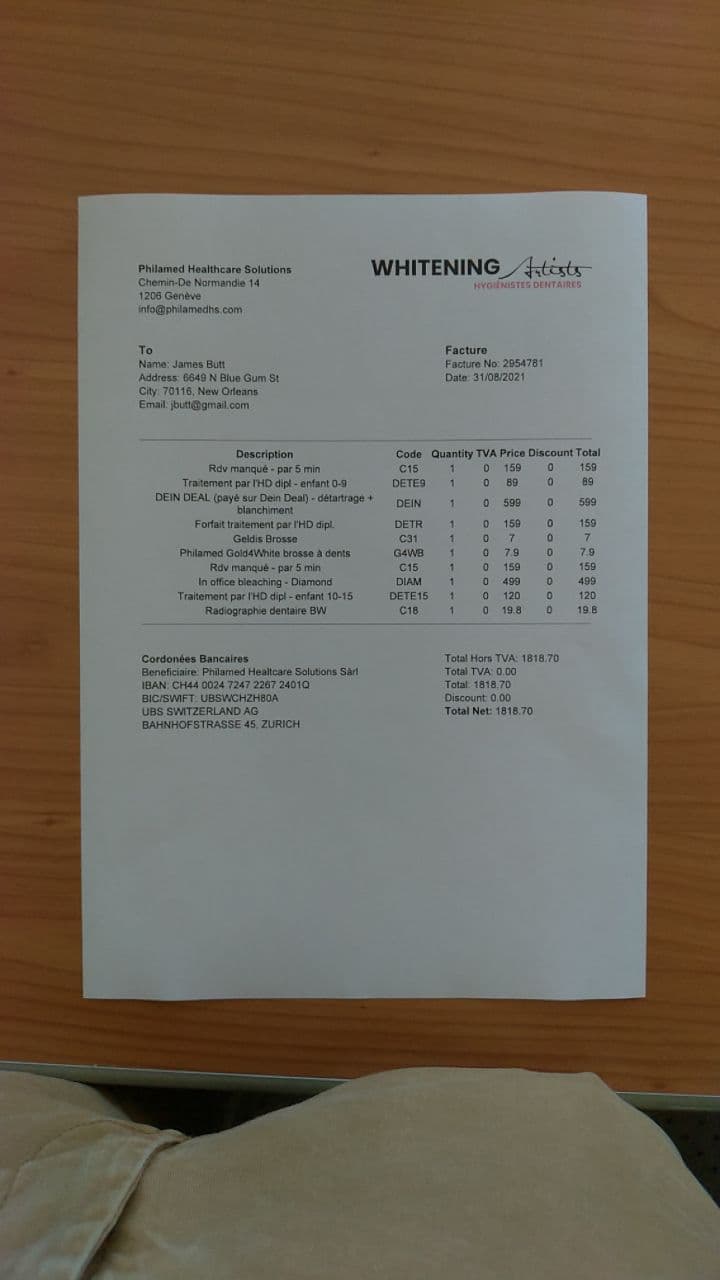 Philamed Healthcare Solutions
Chemin-De Normandie 14
1206 Genève
info@philamedhs.com
WHITENING Artists
HYGIÉNISTES DENTAIRES
To
Name: James Butt
Address: 6649 N Blue Gum St
City: 70116, New Orleans
Email: jbutt@gmail.com
Facture
Facture No: 2954781
Date: 31/08/2021
Description Code Quantity TVA Price Discount Total
Rdv manqué - par 5 min C15 1 0 159 0 159
Traitement par l'HD dipl - enfant 0-9 DETE9 1 0 89 0 89
DEIN DEAL (payé sur Dein Deal) - détartrage +
blanchiment DEIN 1 0 599 0 599
Forfait traitement par l'HD dipl. DETR 1 0 159 0 159
Geldis Brosse C31 1 0 7 0 7
Philamed Gold4White brosse à dents G4WB 1 0 7.9 0 7.9
Rdv manqué - par 5 min C15 1 0 159 0 159
In office bleaching - Diamond DIAM 1 0 499 0 499
Traitement par l'HD dipl - enfant 10-15 DETE15 1 0 120 0 120
Radiographie dentaire BW C18 1 0 19.8 0 19.8
Cordonées Bancaires
Beneficiaire: Philamed Healtcare Solutions Sàrl
IBAN: CH44 0024 7247 2267 2401Q
BIC/SWIFT: UBSWCHZH80A
UBS SWITZERLAND AG
BAHNHOFSTRASSE 45, ZURICH
Total Hors TVA: 1818.70
Total TVA: 0.00
Total: 1818.70
Discount: 0.00
Total Net: 1818.70